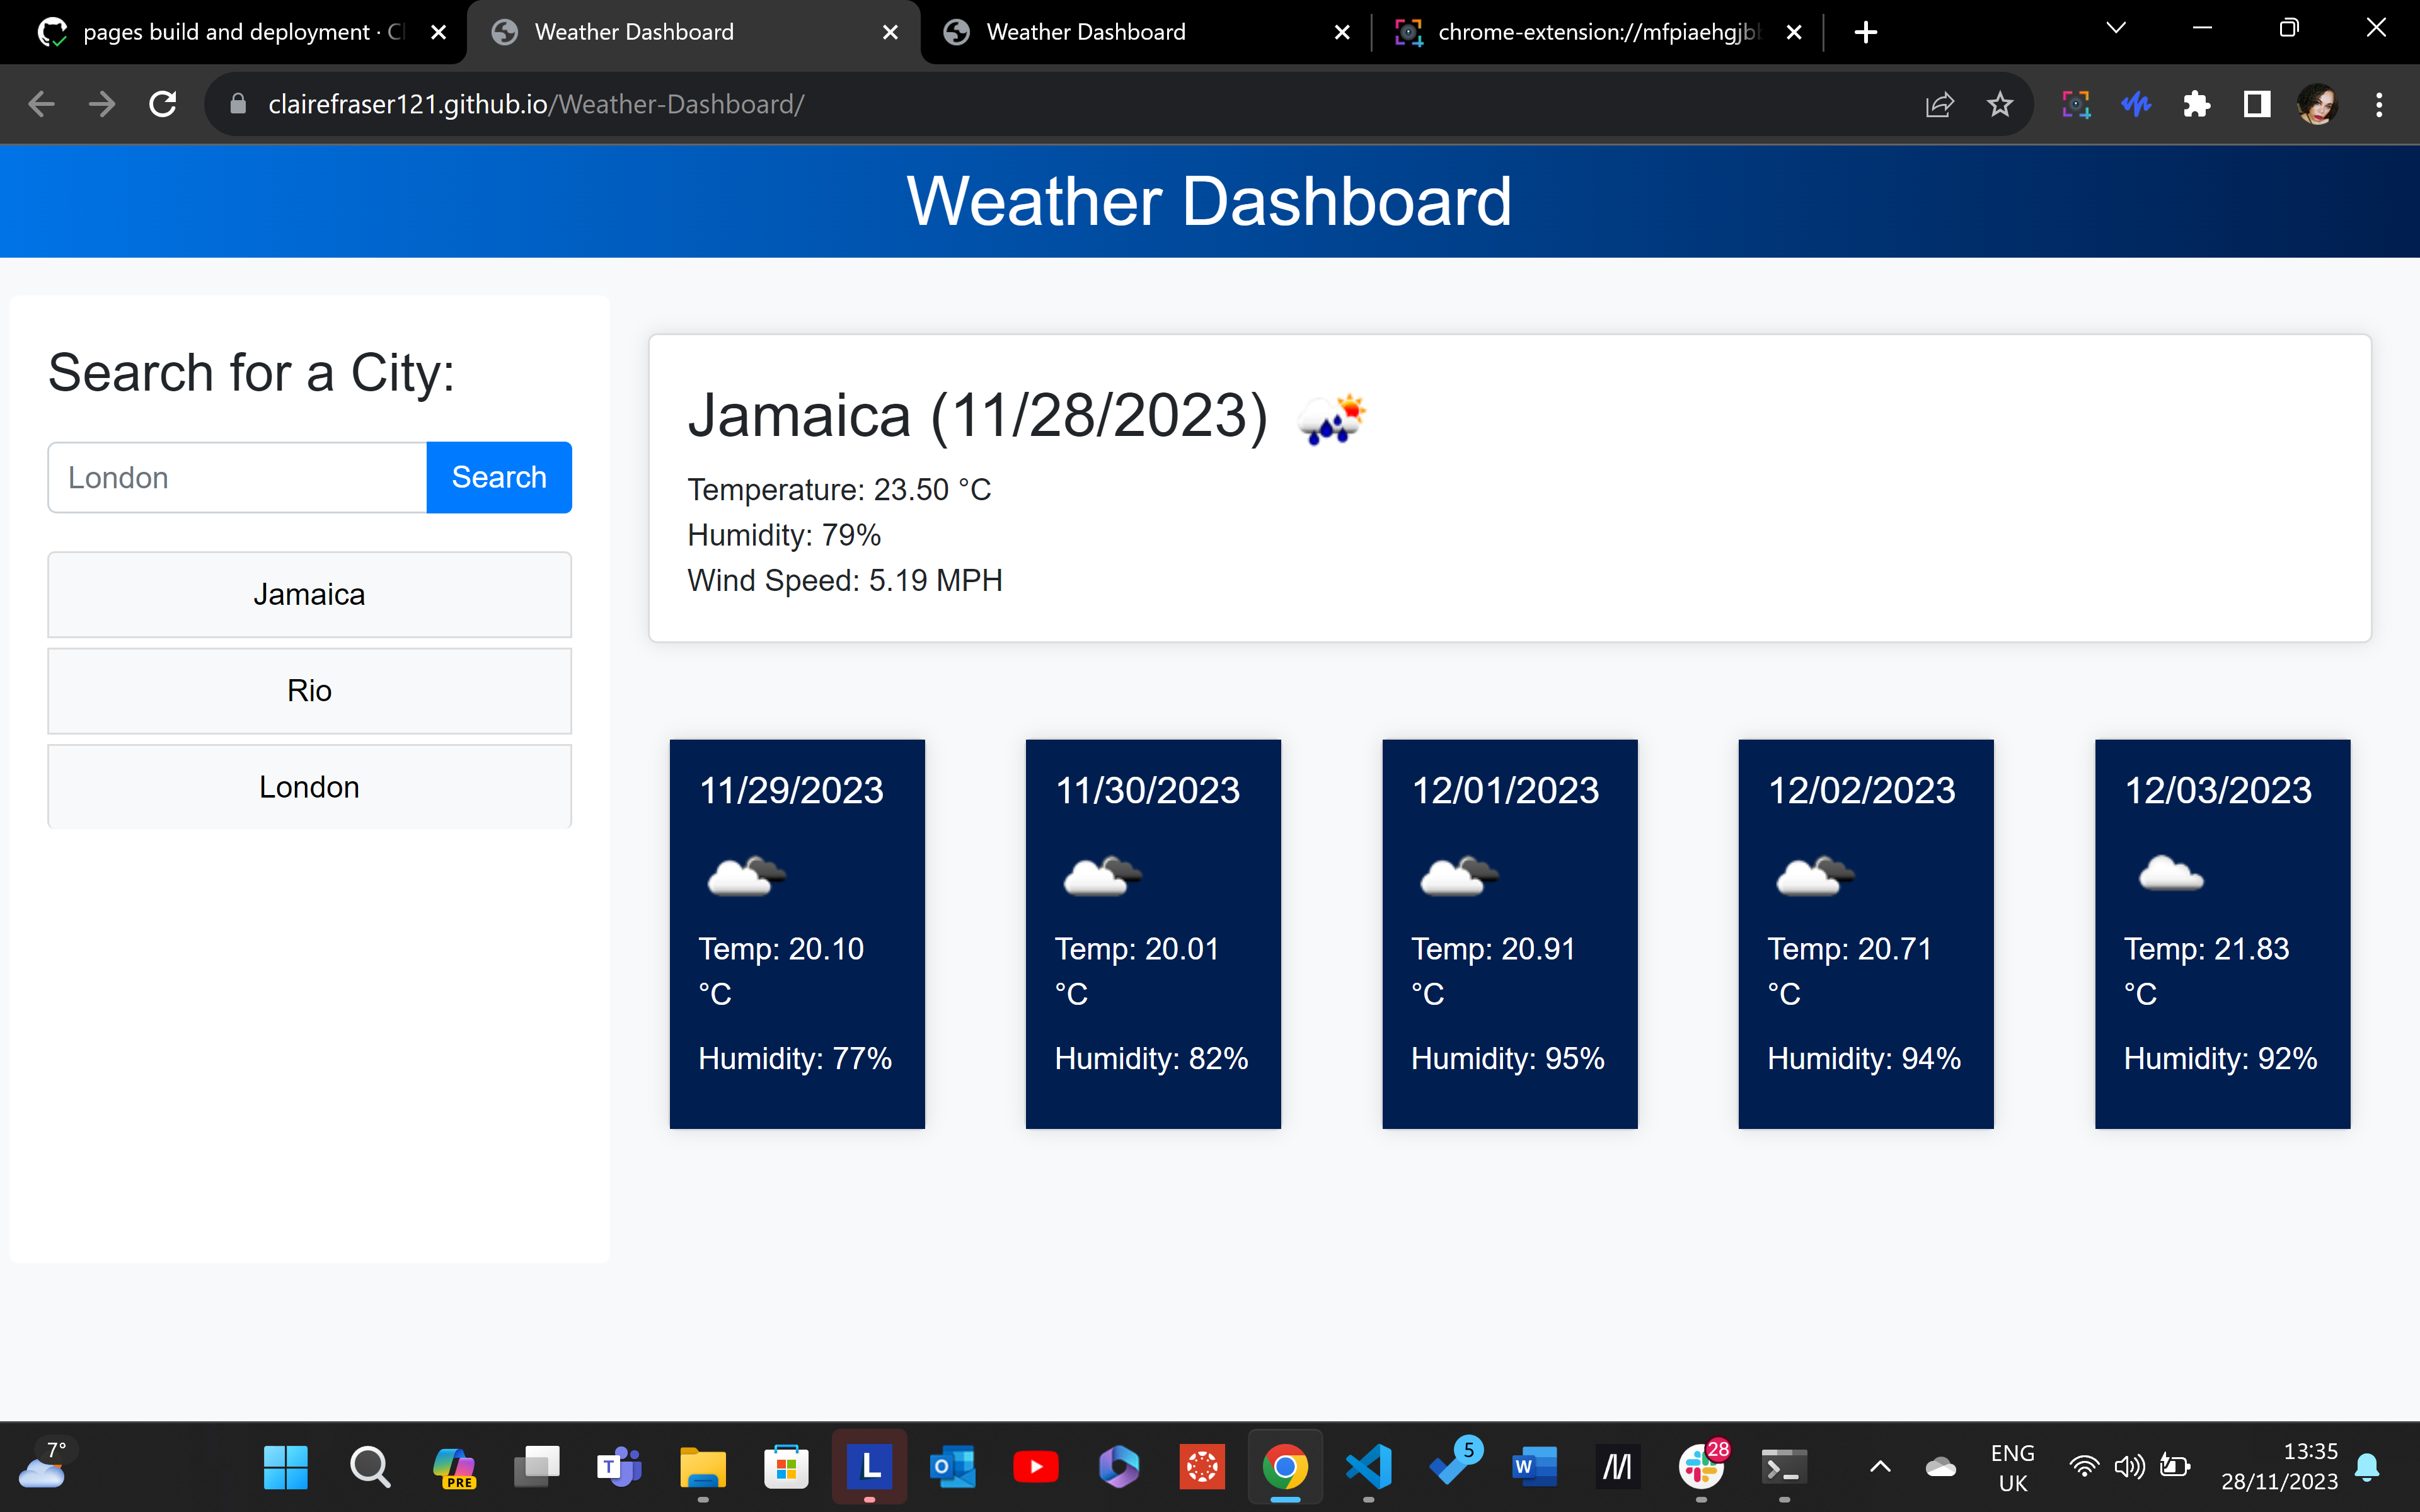 pages build and deployment · Cl
Weather Dashboard
Weather Dashboard
chrome-extension://mfpiaehgjbb
clairefraser121.github.io/Weather-Dashboard/
Weather Dashboard
Search for a City:
London
Search
Jamaica
Rio
London
Jamaica (11/28/2023)
Temperature: 23.50 °C
Humidity: 79%
Wind Speed: 5.19 MPH
11/29/2023
Temp: 20.10
°C
Humidity: 77%
11/30/2023
Temp: 20.01
°C
Humidity: 82%
12/01/2023
Temp: 20.91
°C
Humidity: 95%
12/02/2023
Temp: 20.71
°C
Humidity: 94%
12/03/2023
Temp: 21.83
°C
Humidity: 92%
7°
PRE
T
L
O
5
W
28
ENG
UK
13:35
28/11/2023